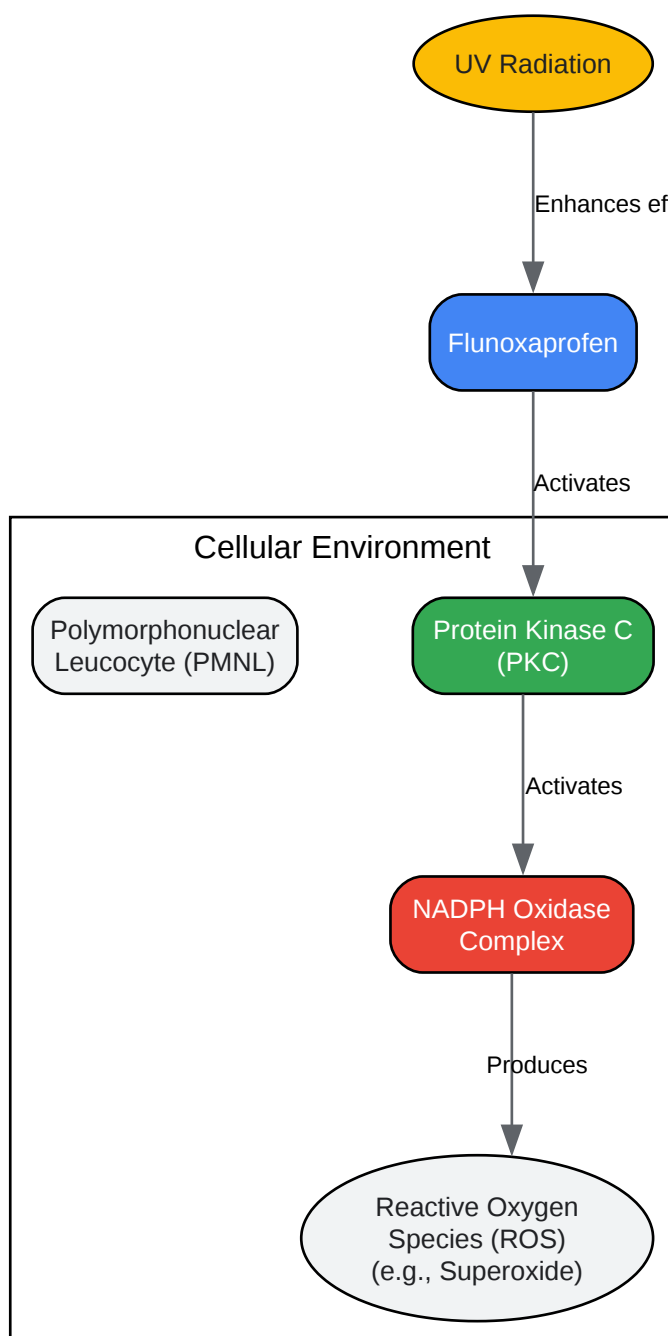 UV Radiation
Enhances ef
Flunoxaprofen
Activates
Cellular Environment
Polymorphonuclear
Leucocyte (PMNL)
Protein Kinase C
(PKC)
Activates
NADPH Oxidase
Complex
Produces
Reactive Oxygen
Species (ROS)
(e.g., Superoxide)